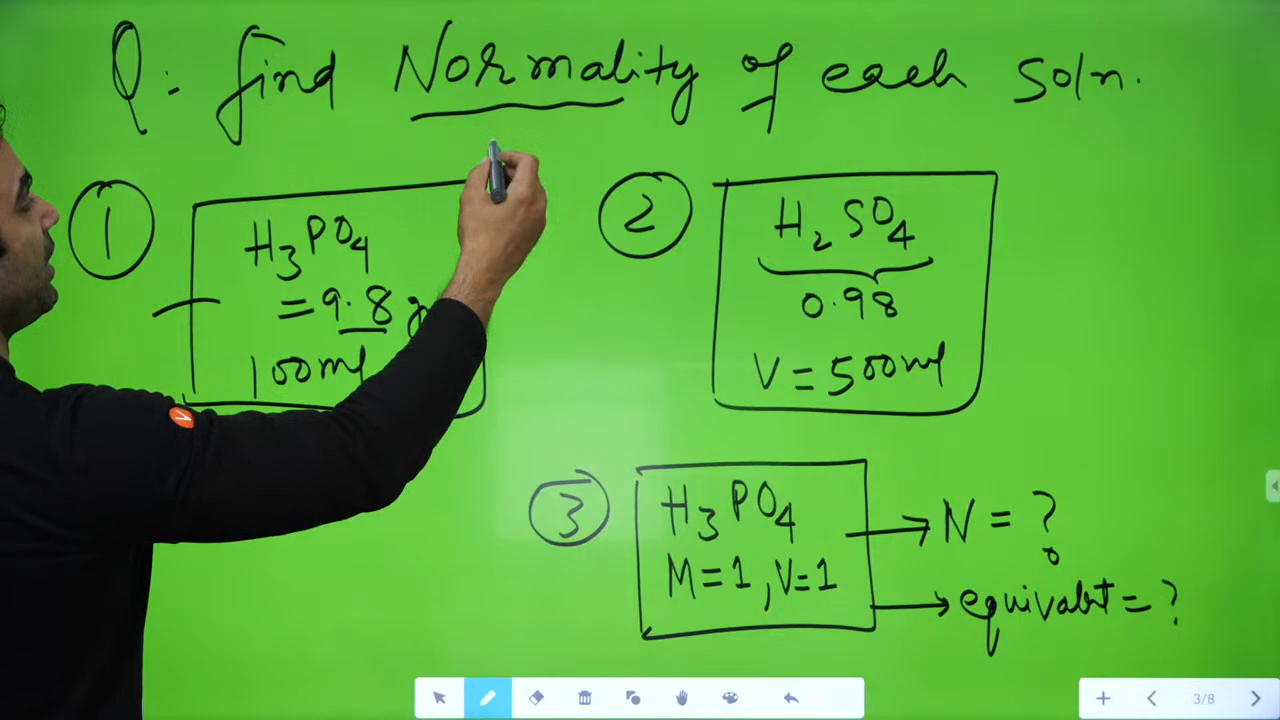 Q. find Normality of each Soln.
1
H3PO4
= 9.8 g
100ml
2
H2SO4
0.98
V = 500ml
3
H3PO4
M=1, V=1
N = ?
equivalet = ?
3/8